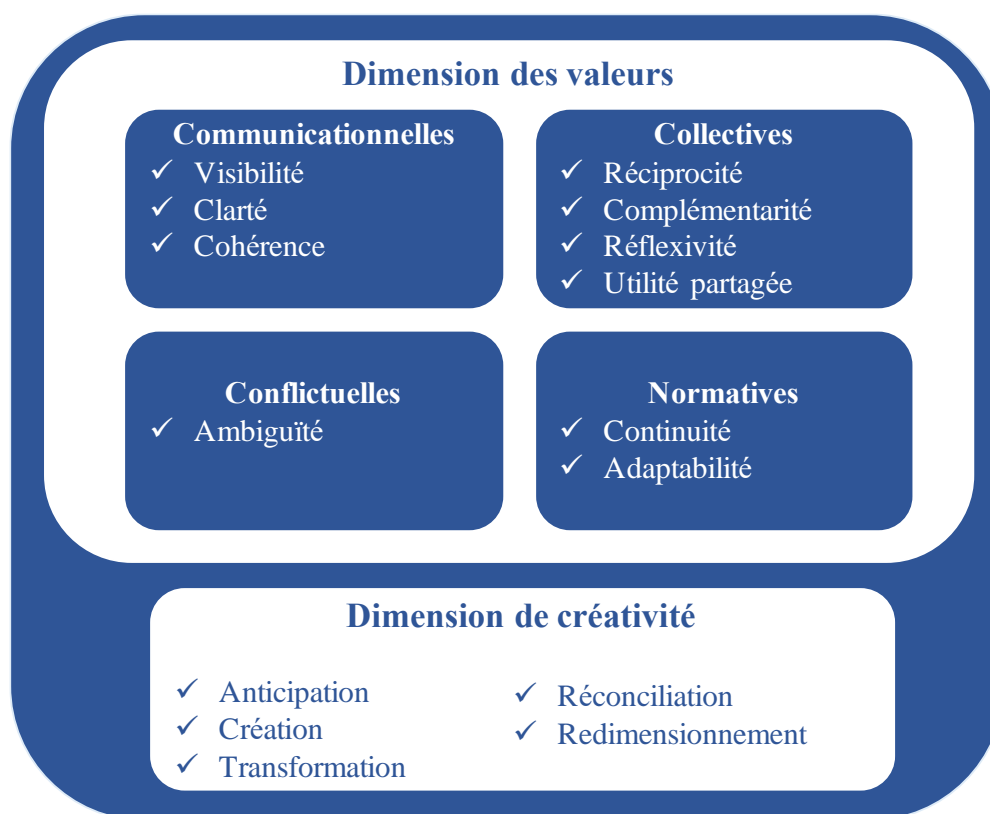 Dimension des valeurs
Communicationnelles
✓ Visibilité
✓ Clarté
✓ Cohérence
Collectives
✓ Réciprocité
✓ Complémentarité
✓ Réflexivité
✓ Utilité partagée
Conflictuelles
✓ Ambiguïté
Normatives
✓ Continuité
✓ Adaptabilité
Dimension de créativité
✓ Anticipation
✓ Création
✓ Transformation
✓ Réconciliation
✓ Redimensionnement